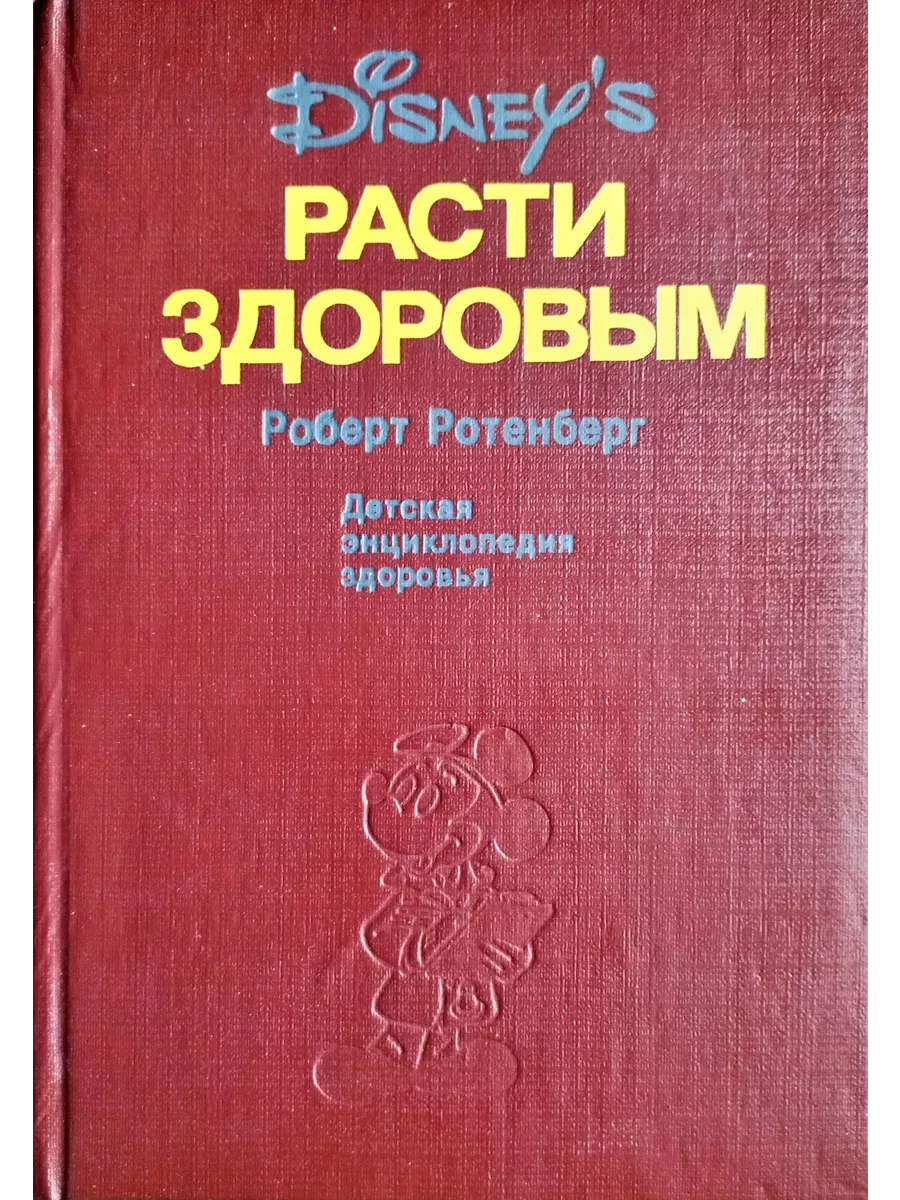 Disney's
РАСТИ
ЗДОРОВЫМ
Роберт Ротенберг
Детская
энциклопедия
здоровья